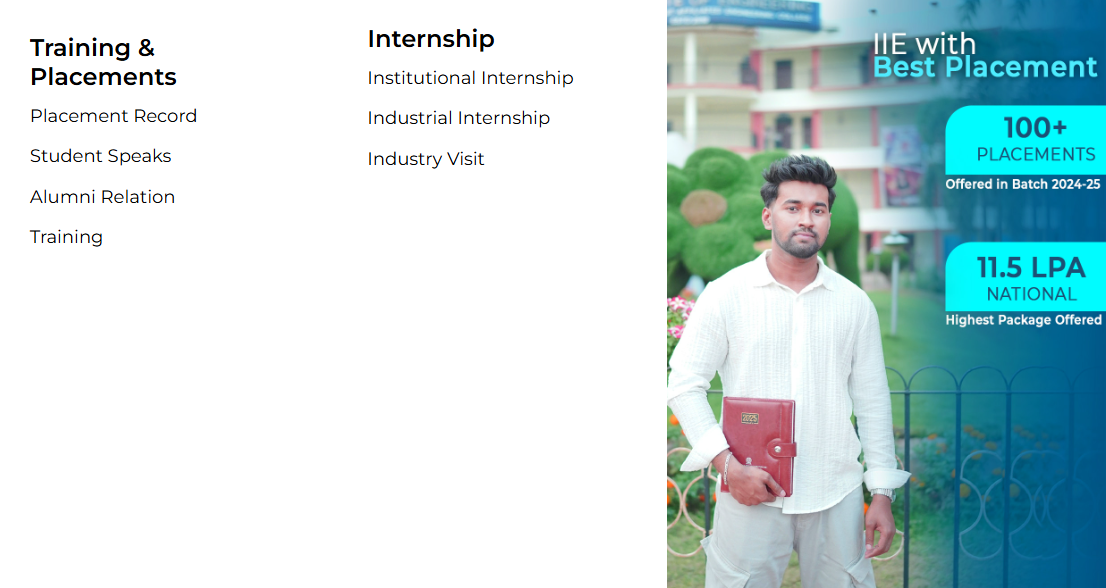 Training &
Placements
Placement Record
Student Speaks
Alumni Relation
Training
Internship
Institutional Internship
Industrial Internship
Industry Visit
IIE with
Best Placement
100+
PLACEMENTS
Offered in Batch 2024-25
11.5 LPA
NATIONAL
Highest Package Offered
2025